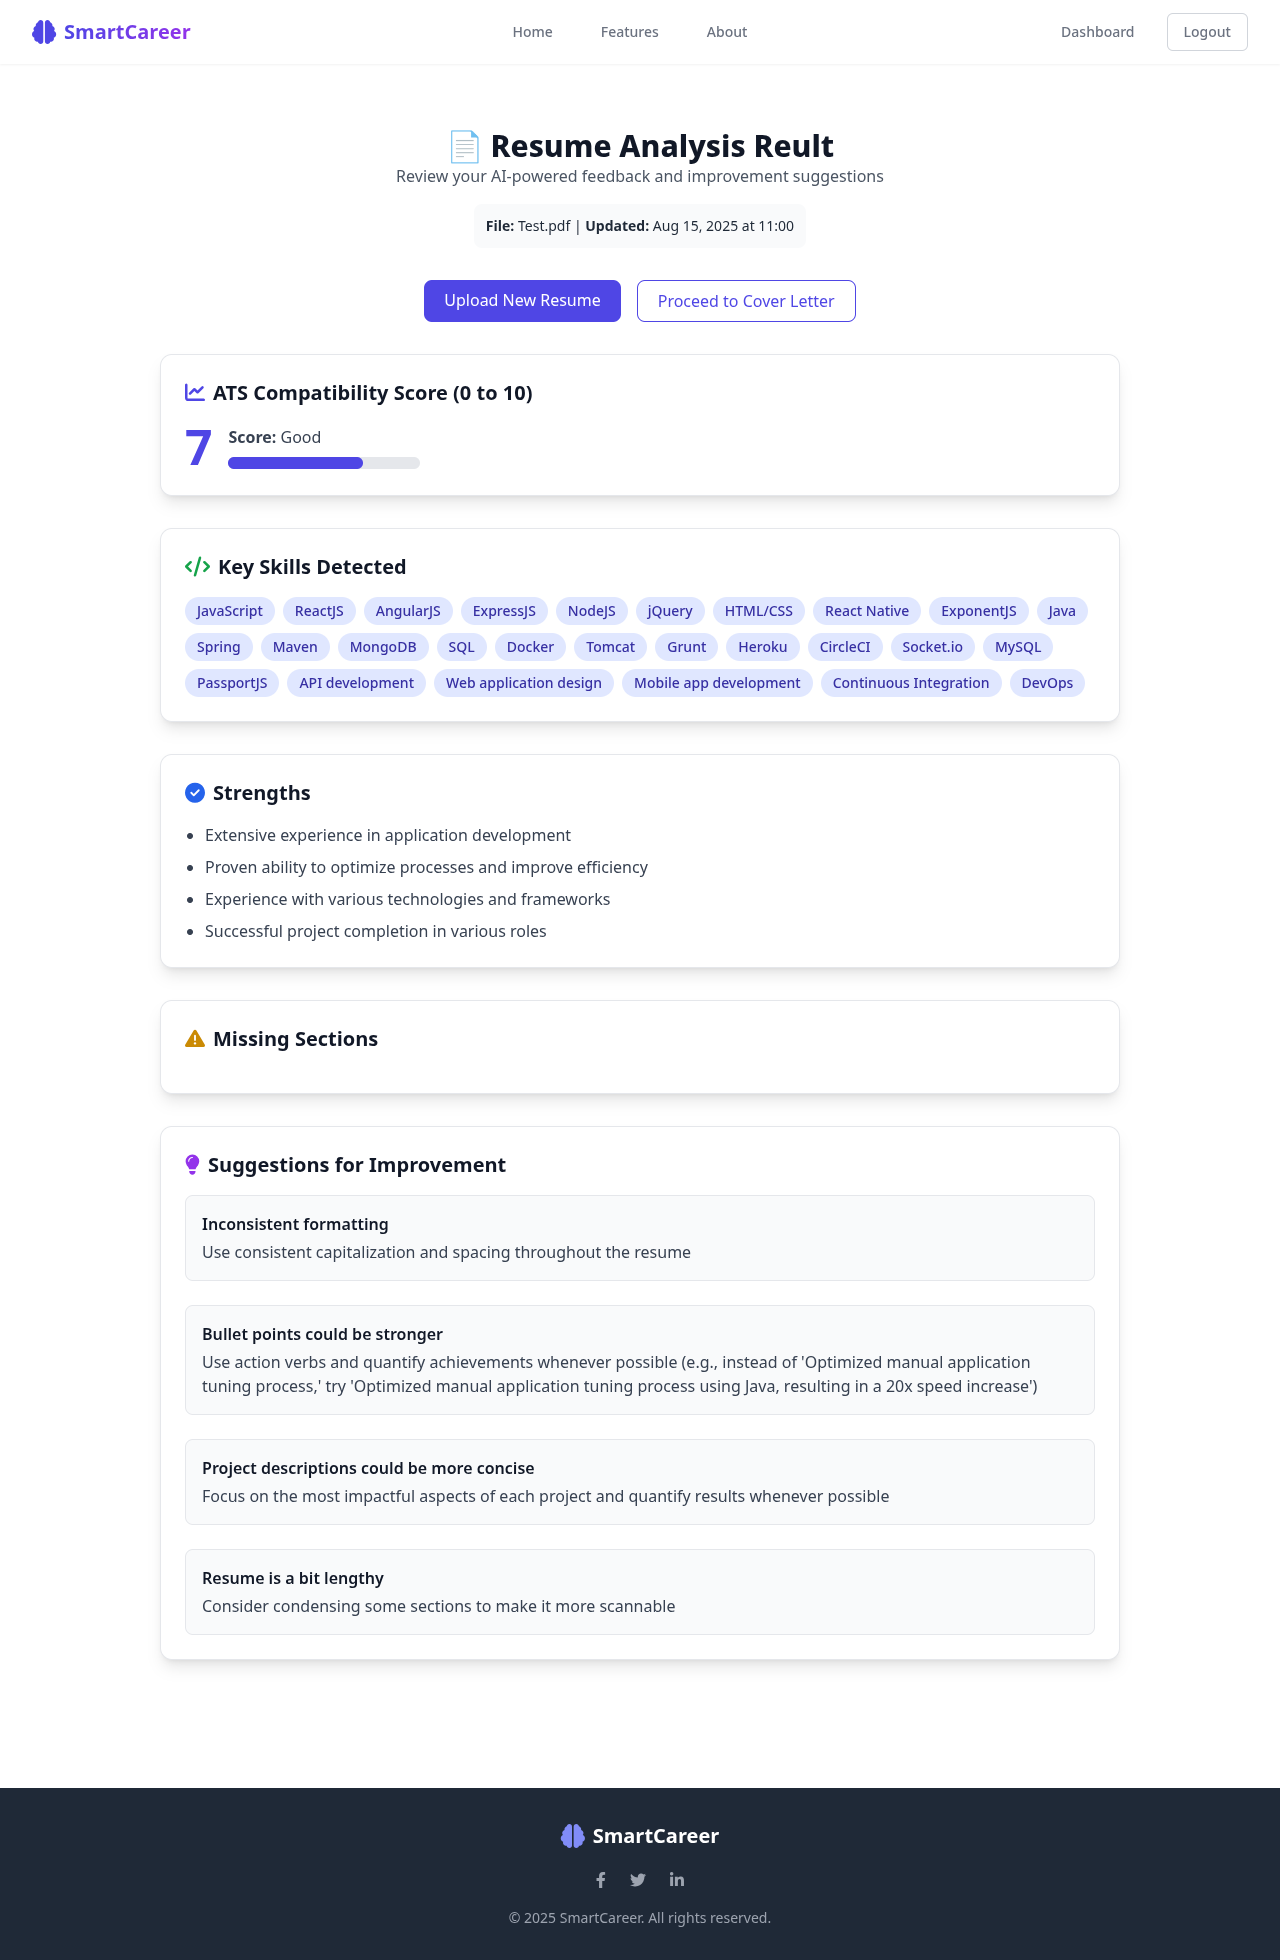 SmartCareer
Home Features About
Dashboard Logout
📄 Resume Analysis Reult
Review your AI-powered feedback and improvement suggestions
File: Test.pdf | Updated: Aug 15, 2025 at 11:00
Upload New Resume Proceed to Cover Letter
ATS Compatibility Score (0 to 10)
7
Score: Good
Key Skills Detected
JavaScript ReactJS AngularJS ExpressJS NodeJS jQuery HTML/CSS React Native ExponentJS Java
Spring Maven MongoDB SQL Docker Tomcat Grunt Heroku CircleCI Socket.io MySQL
PassportJS API development Web application design Mobile app development Continuous Integration DevOps
Strengths
• Extensive experience in application development
• Proven ability to optimize processes and improve efficiency
• Experience with various technologies and frameworks
• Successful project completion in various roles
Missing Sections
Suggestions for Improvement
Inconsistent formatting
Use consistent capitalization and spacing throughout the resume
Bullet points could be stronger
Use action verbs and quantify achievements whenever possible (e.g., instead of 'Optimized manual application
tuning process,' try 'Optimized manual application tuning process using Java, resulting in a 20x speed increase')
Project descriptions could be more concise
Focus on the most impactful aspects of each project and quantify results whenever possible
Resume is a bit lengthy
Consider condensing some sections to make it more scannable
SmartCareer
© 2025 SmartCareer. All rights reserved.